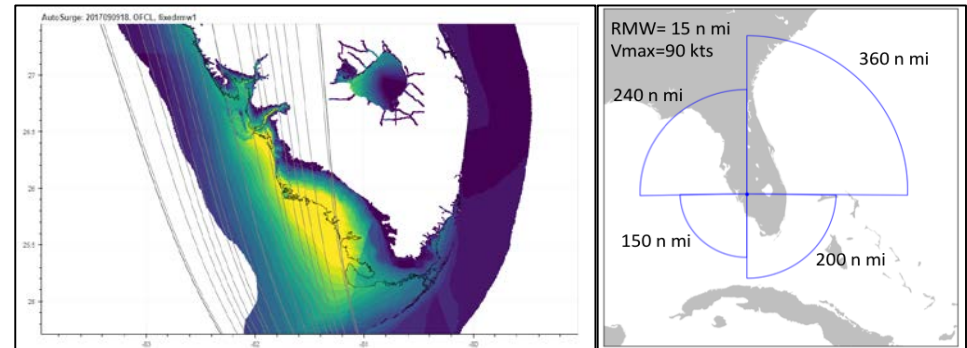 AutoSurge: 2017090918, OFCL, fixedrmw1
27
26.5
26
25.5
25
-83
-82
-81
-80
RMW= 15 n mi
Vmax=90 kts
360 n mi
240 n mi
150 n mi
200 n mi